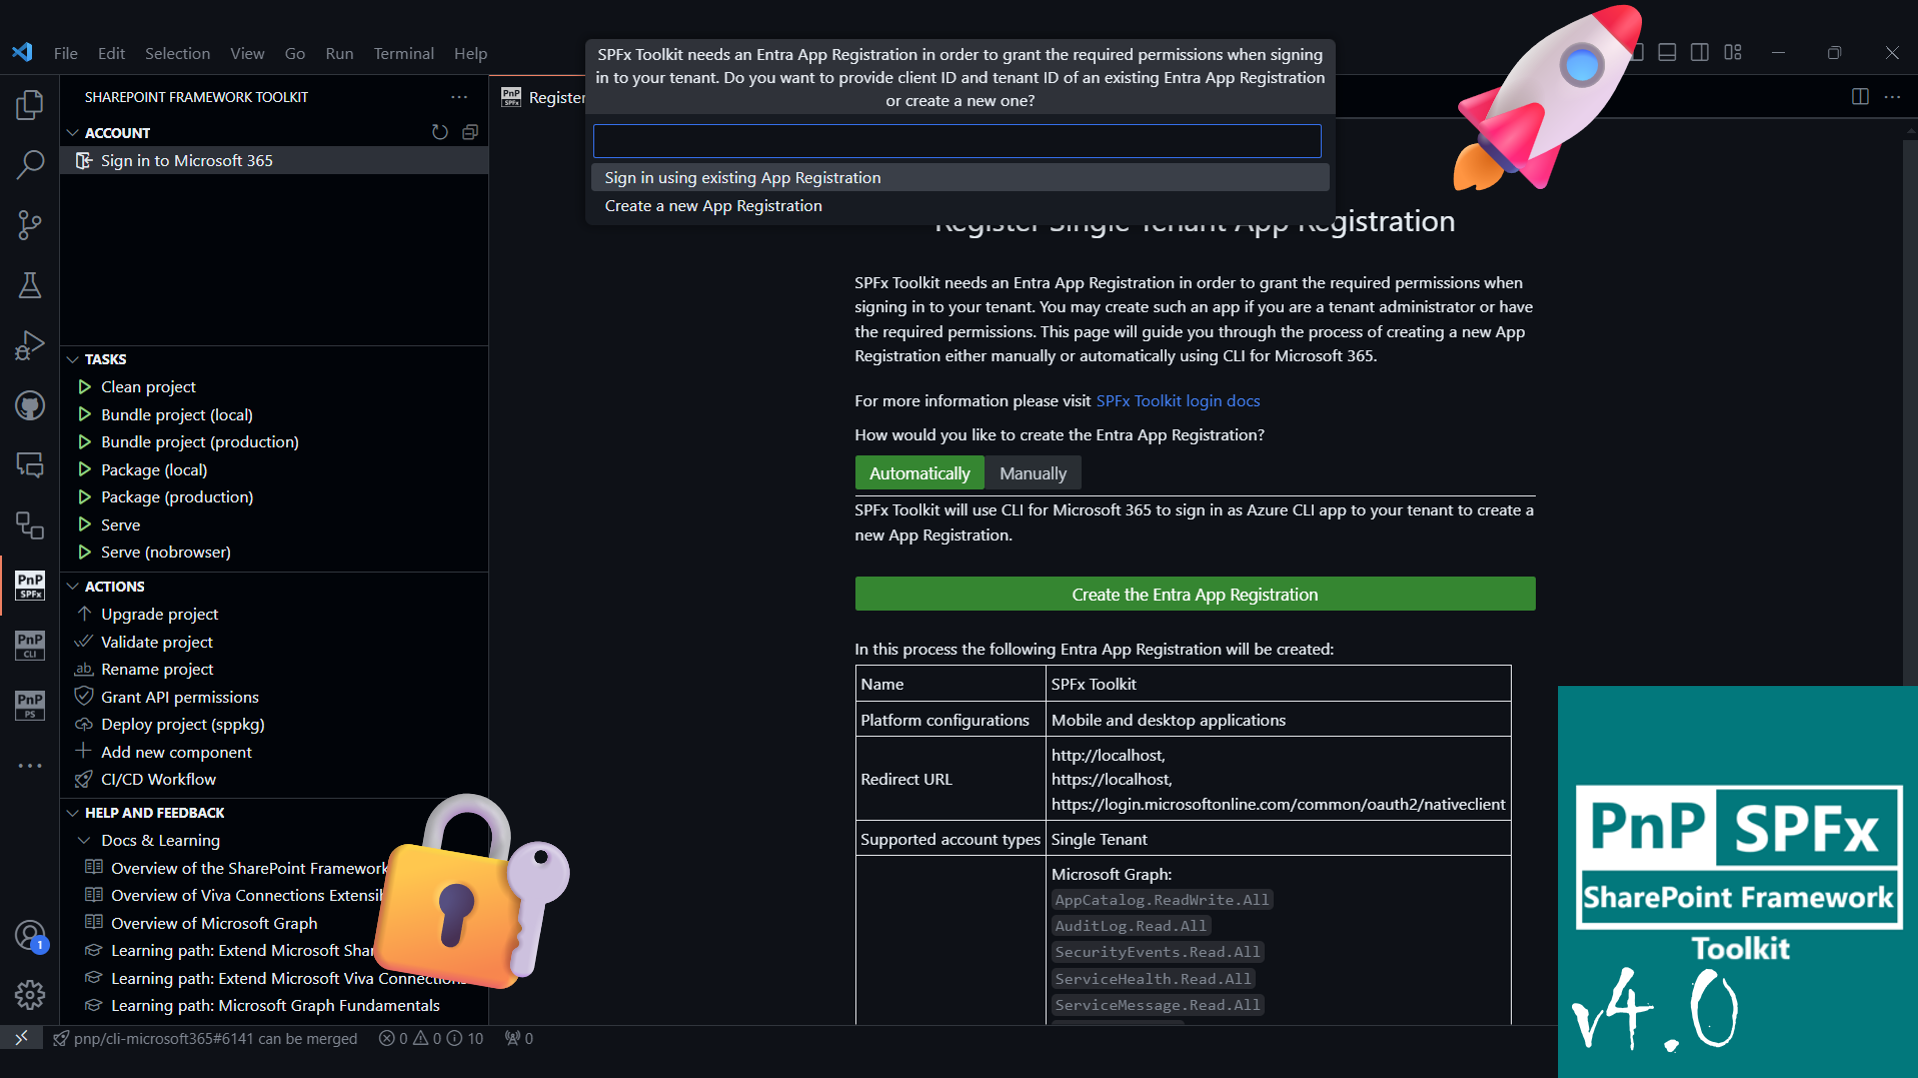 File Edit Selection View Go Run Terminal Help
SPFx Toolkit needs an Entra App Registration in order to grant the required permissions when signing
in to your tenant. Do you want to provide client ID and tenant ID of an existing Entra App Registration
or create a new one?
Sign in using existing App Registration
Create a new App Registration
SHAREPOINT FRAMEWORK TOOLKIT
ACCOUNT
Sign in to Microsoft 365
TASKS
Clean project
Bundle project (local)
Bundle project (production)
Package (local)
Package (production)
Serve
Serve (nobrowser)
ACTIONS
Upgrade project
Validate project
ab Rename project
Grant API permissions
Deploy project (sppkg)
Add new component
CI/CD Workflow
HELP AND FEEDBACK
Docs & Learning
Overview of the SharePoint Framework
Overview of Viva Connections
Overview of Microsoft Graph
Learning path: Extend Microsoft
Learning path: Extend Microsoft Viva Connections
Learning path: Microsoft Graph Fundamentals
PnP
SPFx
PnP
CLI
PnP
PS
1
PnP
SPFx
Register
Register Single Tenant App Registration
SPFx Toolkit needs an Entra App Registration in order to grant the required permissions when
signing in to your tenant. You may create such an app if you are a tenant administrator or have
the required permissions. This page will guide you through the process of creating a new App
Registration either manually or automatically using CLI for Microsoft 365.
For more information please visit SPFx Toolkit login docs
How would you like to create the Entra App Registration?
Automatically Manually
SPFx Toolkit will use CLI for Microsoft 365 to sign in as Azure CLI app to your tenant to create a
new App Registration.
Create the Entra App Registration
In this process the following Entra App Registration will be created:
Name SPFx Toolkit
Platform configurations Mobile and desktop applications
Redirect URL
http://localhost,
https://localhost,
https://login.microsoftonline.com/common/oauth2/nativeclient
Supported account types Single Tenant
Microsoft Graph:
AppCatalog.ReadWrite.All
AuditLog.Read.All
SecurityEvents.Read.All
ServiceHealth.Read.All
ServiceMessage.Read.All
PnP SPFx
SharePoint Framework
Toolkit
v4.0
pnp/cli-microsoft365#6141 can be merged 0 0 10 0